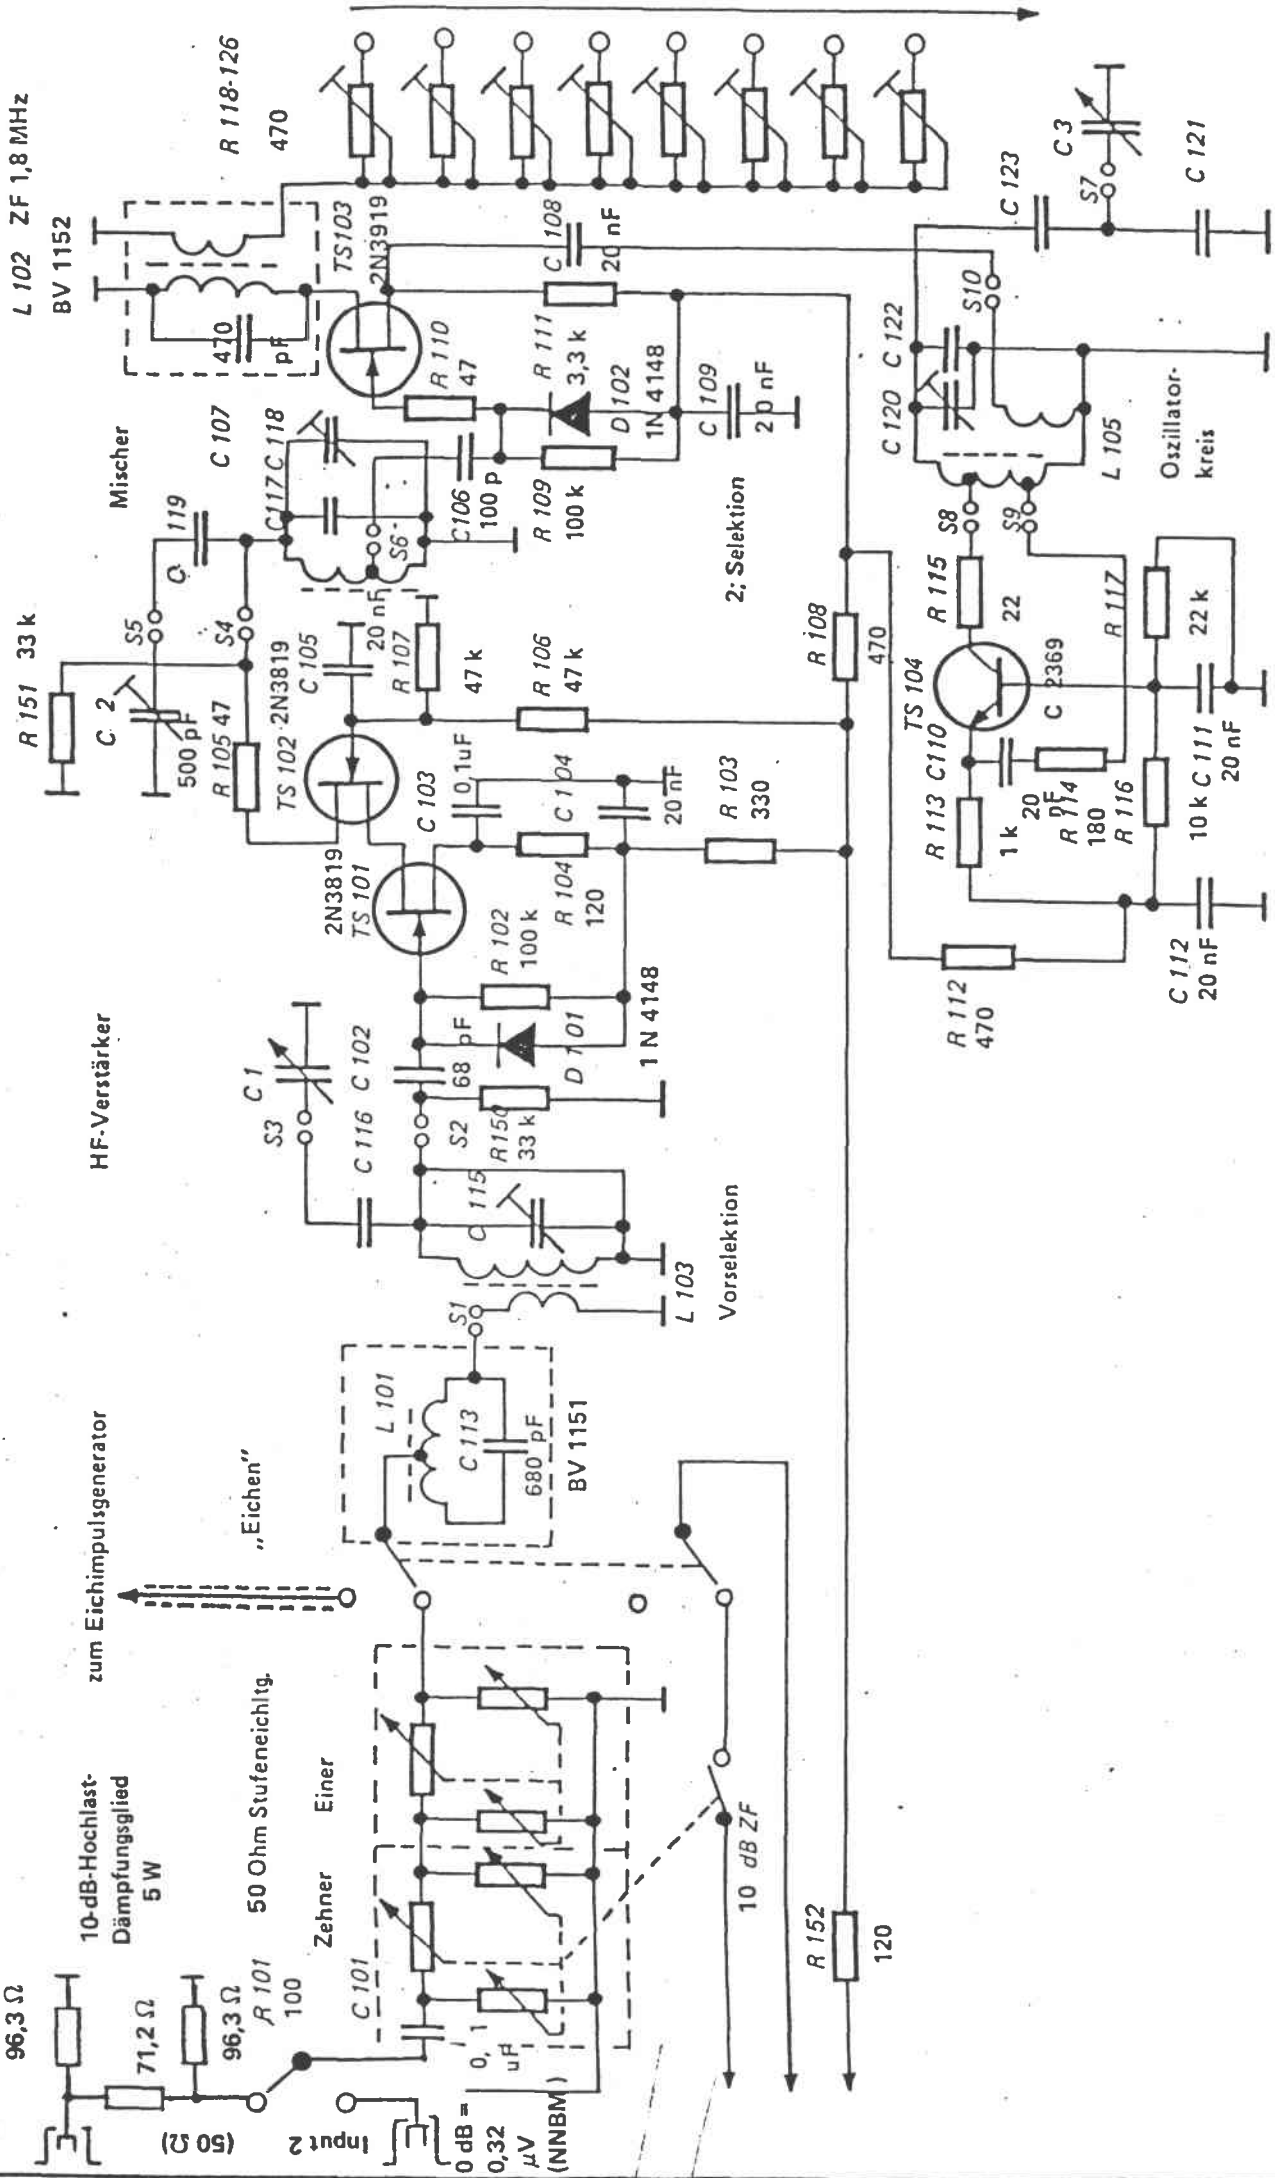 96,3 Ω
71,2 Ω
96,3 Ω
(50 Ω)
Input 2
0 dB =
0,32
µV
(NNBM)
10-dB-Hochlast-
Dämpfungsglied
5 W
R 101
100
C 101
0,1
uF
50 Ohm Stufeneichltg.
Zehner
Einer
zum Eichimpulsgenerator
„Eichen”
10 dB ZF
R 152
120
L 101
C 113
680 pF
BV 1151
S1
L 103
Vorselektion
HF-Verstärker
C 1
S3
C 116
C 115
S2
C 102
68 pF
R150
33 k
D 101
1 N 4148
R 102
100 k
2N3819
TS 101
R 104
120
C 103
0,1uF
C 104
20 nF
R 103
330
R 151 33 k
C 2
500 pF
R 105 47
TS 102 2N3819
C 105
20 nF
R 107
47 k
R 106
47 k
S5
S4
C 119
Mischer
C 107
C117
C 118
S6
C106
100 p
R 109
100 k
2; Selektion
R 108
470
L 102 ZF 1,8 MHz
BV 1152
470
pF
TS103
2N3919
R 110
47
R 111
3,3 k
D 102
1N 4148
C 109
20 nF
C 108
20 nF
R 118-126
470
R 112
470
C 112
20 nF
R 113
1 k
C110
20
pF
R 114
180
R 116
10 k
C 111
20 nF
R 117
22 k
TS 104
C 2369
R 115
22
S8
S9
S10
C 120
C 122
L 105
Oszillator-
kreis
C 123
S7
C 3
C 121